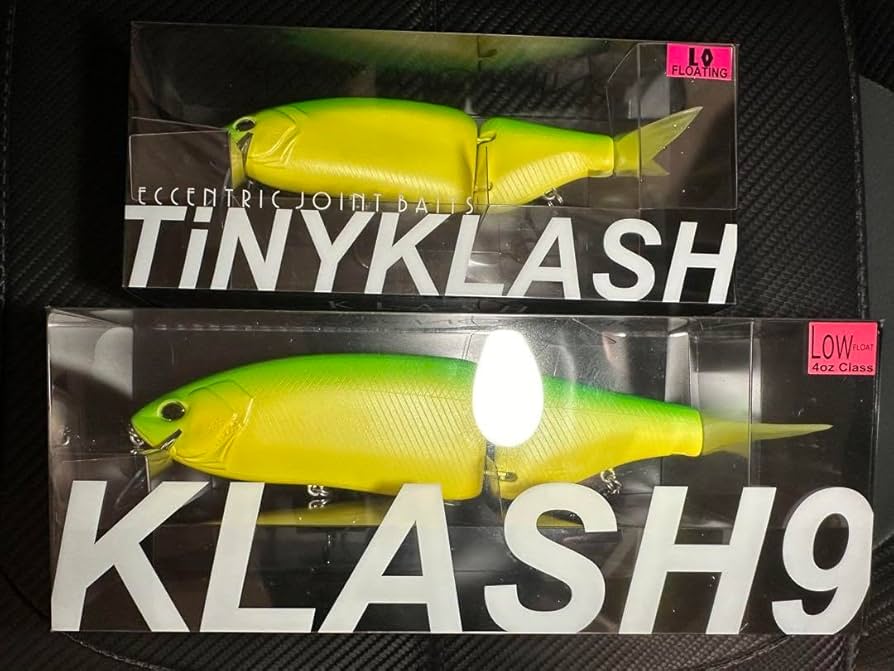 LO
FLOATING
ECCENTRIC JOINT BAITS
TiNYKLASH
LOW FLOAT
4oz Class
KLASH9